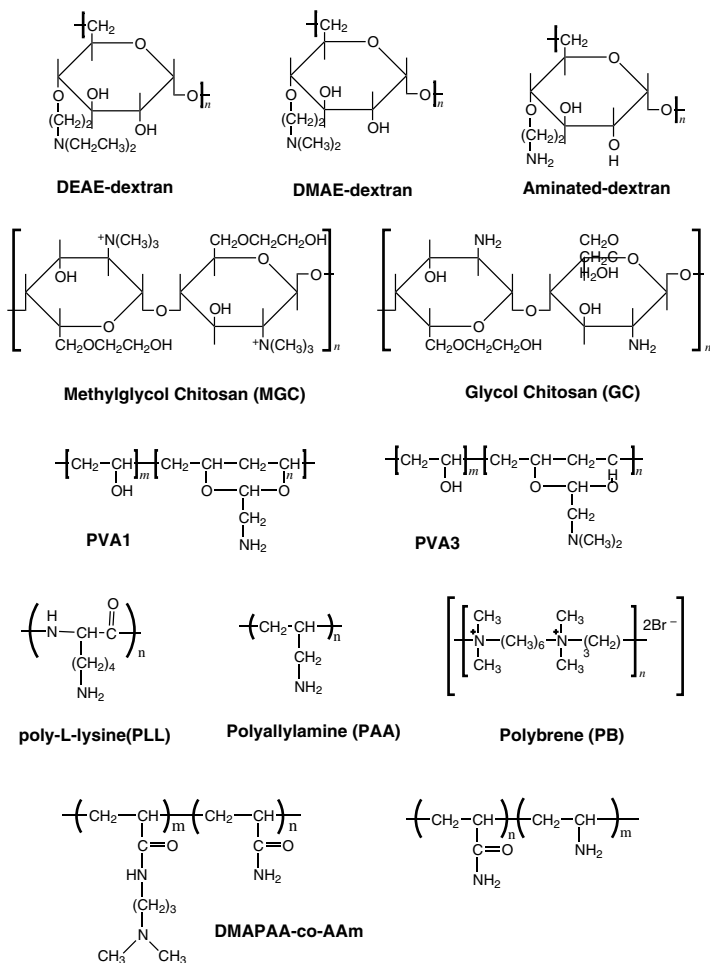 CH2 CH2 CH2
O O O
OH OH OH
O O n O O n O O n
(CH2)2 OH (CH2)2 OH (CH2)2 O
N(CH2CH3)2 N(CH3)2 NH2 H
DEAE-dextran DMAE-dextran Aminated-dextran
+N(CH3)3 CH2OCH2CH2OH NH2 CH2O
CH2C
H2OH
OH O O OH O O
O O OH O O OH
CH2OCH2CH2OH +N(CH3)3 n CH2OCH2CH2OH NH2 n
Methylglycol Chitosan (MGC) Glycol Chitosan (GC)
CH2-CH m CH2-CH CH2-CH n CH2-CH m CH2-CH CH2-CH n
OH O-CH O OH O-CH OH
CH2 CH2
NH2 N(CH3)2
PVA1 PVA3
H O CH3 CH3 2Br−
N-CH-C n CH2-CH n +N-(CH3)6-+N-(CH2) 3 n
(CH2)4 CH2 CH3 CH3
NH2 NH2
poly-L-lysine(PLL) Polyallylamine (PAA) Polybrene (PB)
CH2-CH m CH2-CH n CH2-CH n CH2-CH m
C=O C=O C=O NH2
HN NH2 NH2
(CH2)3
N
CH3 CH3
DMAPAA-co-AAm